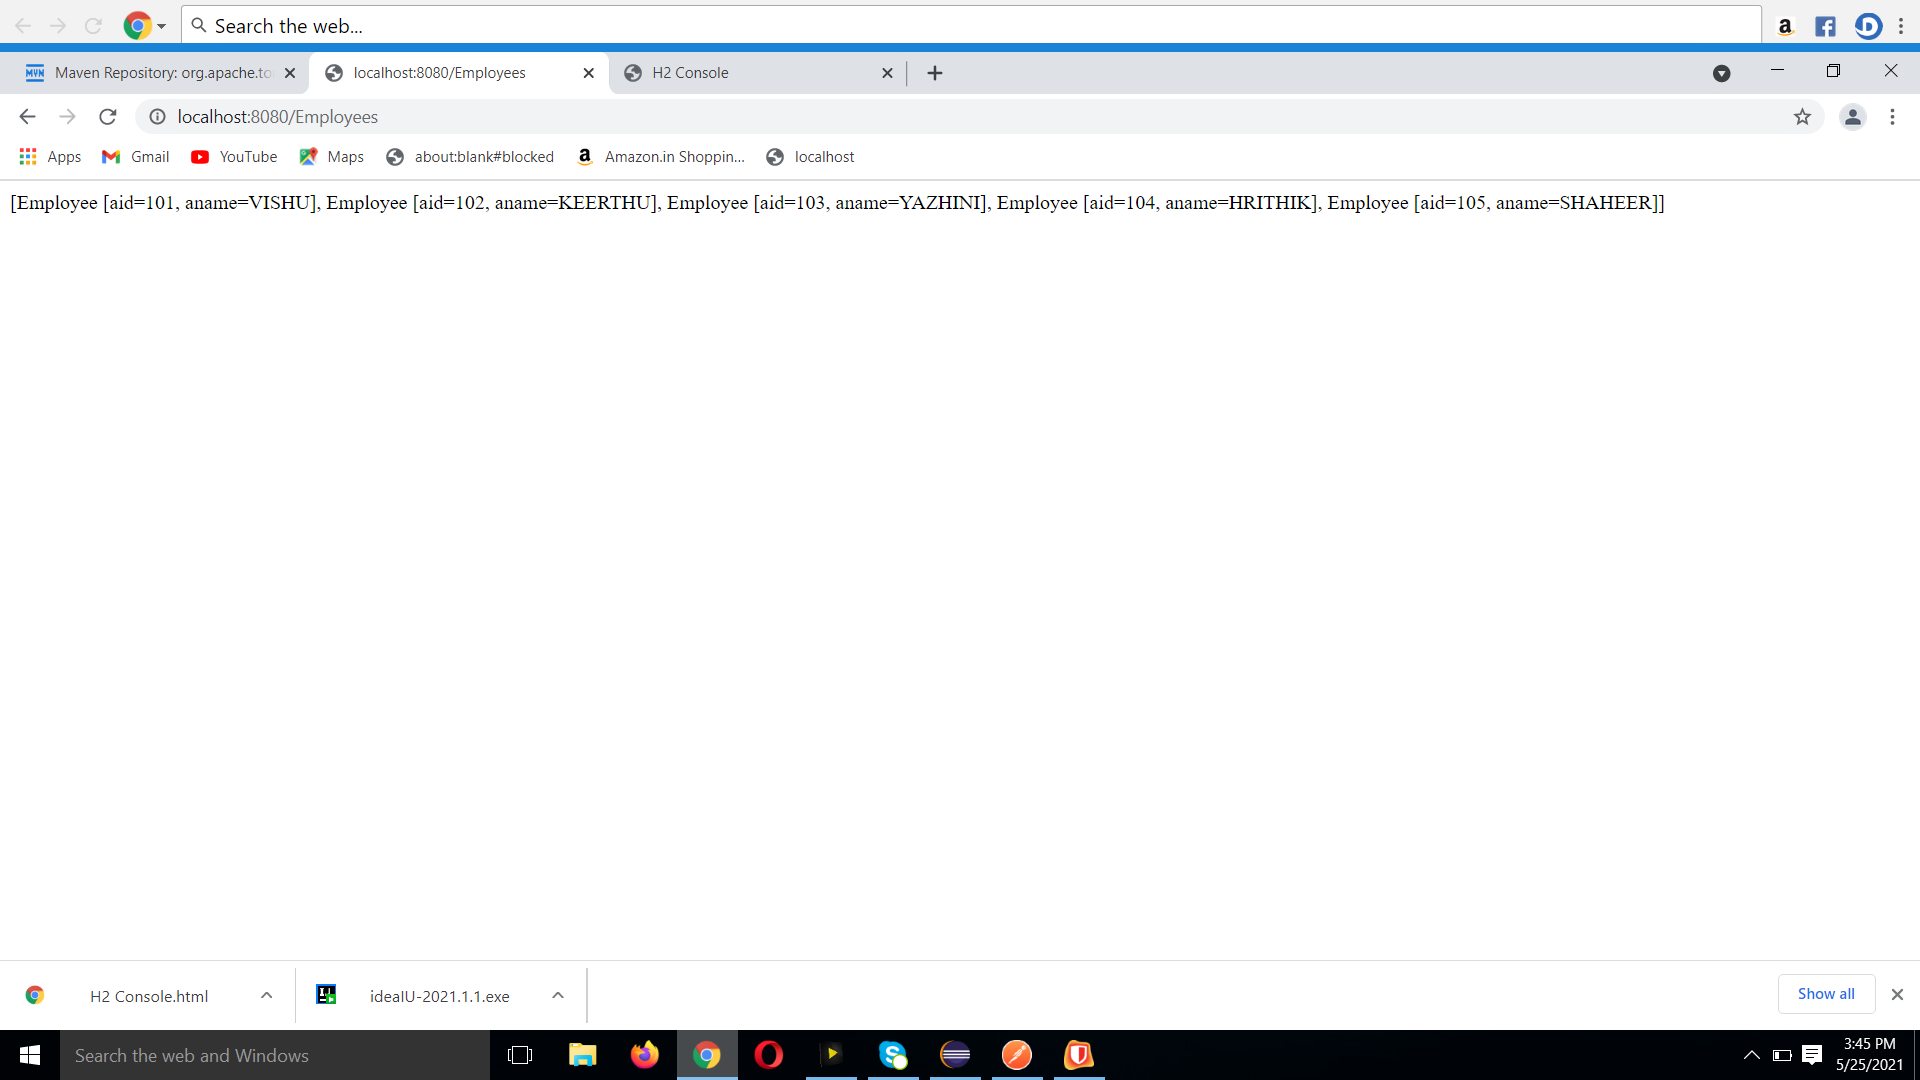 Search the web...
Maven Repository: org.apache.to
localhost:8080/Employees
H2 Console
localhost:8080/Employees
Apps
Gmail
YouTube
Maps
about:blank#blocked
Amazon.in Shoppin...
localhost
[Employee [aid=101, aname=VISHU], Employee [aid=102, aname=KEERTHU], Employee [aid=103, aname=YAZHINI], Employee [aid=104, aname=HRITHIK], Employee [aid=105, aname=SHAHEER]]
H2 Console.html
ideaIU-2021.1.1.exe
Show all
Search the web and Windows
3:45 PM
5/25/2021